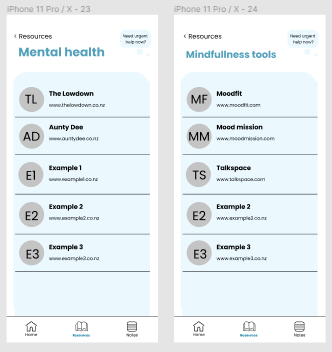 iPhone 11 Pro / X - 23
‹ Resources
Need urgent
help now?
Mental health
TL
The Lowdown
www.thelowdown.co.nz
AD
Aunty Dee
www.auntydee.co.nz
E1
Example 1
www.example1.co.nz
E2
Example 2
www.example2.co.nz
E3
Example 3
www.example3.co.nz
Home
Resources
Notes
iPhone 11 Pro / X - 24
‹ Resources
Need urgent
help now?
Mindfullness tools
MF
Moodfit
www.moodfit.com
MM
Mood mission
www.moodmission.com
TS
Talkspace
www.talkspace.com
E2
Example 2
www.example2.co.nz
E3
Example 3
www.example3.co.nz
Home
Resources
Notes